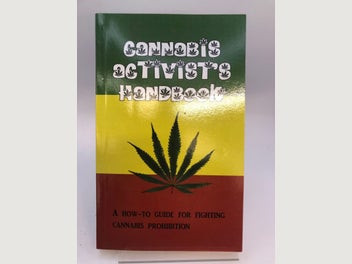 CANNABIS
ACTIVIST'S
HANDBOOK
A HOW-TO GUIDE FOR FIGHTING
CANNABIS PROHIBITION